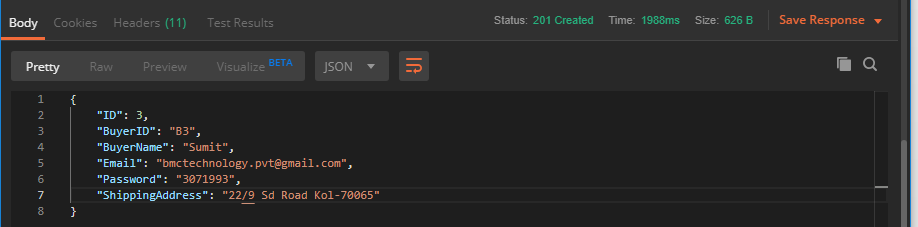 Body Cookies Headers (11) Test Results Status: 201 Created Time: 1988ms Size: 626 B Save Response
Pretty Raw Preview Visualize BETA JSON
1 {
2 "ID": 3,
3 "BuyerID": "B3",
4 "BuyerName": "Sumit",
5 "Email": "bmctechnology.pvt@gmail.com",
6 "Password": "3071993",
7 "ShippingAddress": "22/9 Sd Road Kol-70065"
8 }